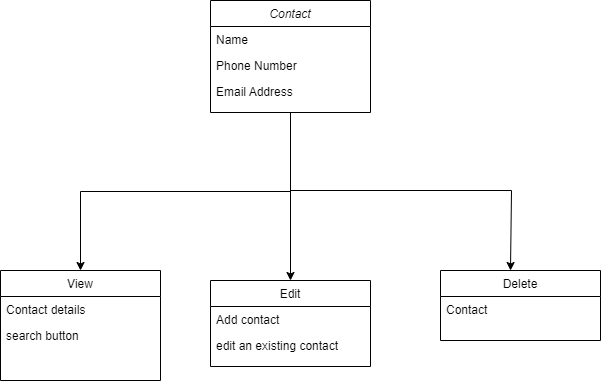 Contact
Name
Phone Number
Email Address
View
Contact details
search button
Edit
Add contact
edit an existing contact
Delete
Contact